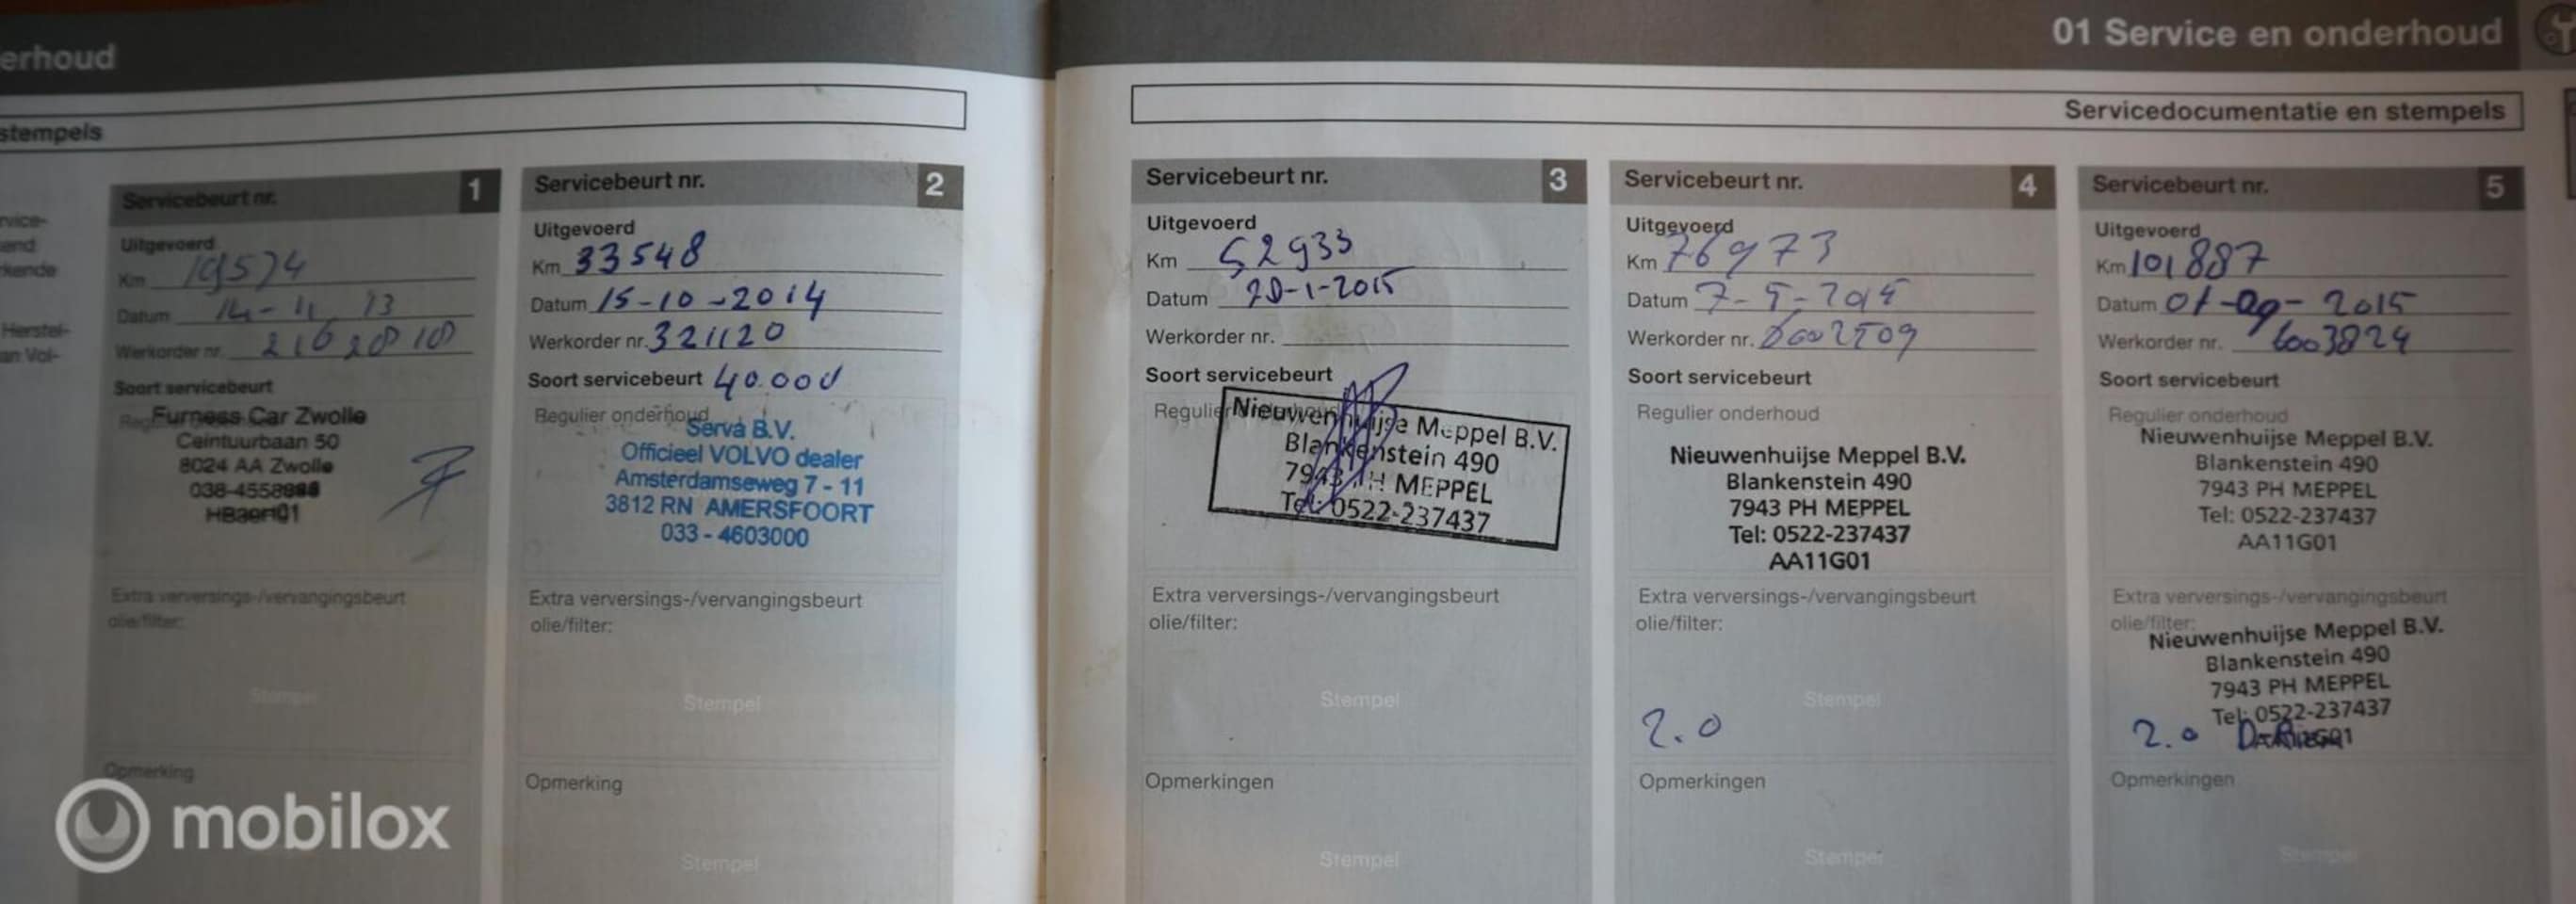 erhoud
stempels
Servicebeurt nr. 1
Uitgevoerd
Km 19574
Datum 14-11 13
Werkorder nr.
Soort servicebeurt
Furness Car Zwolle
Ceintuurbaan 50
8024 AA Zwolle
Extra verversings-/vervangingsbeurt
olie/filter:
Stempel
Opmerking
mobilox
Servicebeurt nr. 2
Uitgevoerd
Km 33548
Datum 15-10-2014
Werkorder nr. 321120
Soort servicebeurt 40.000
Regulier onderhoud
Serva B.V.
Officieel VOLVO dealer
Amsterdamseweg 7 - 11
3812 RN AMERSFOORT
033 - 4603000
Extra verversings-/vervangingsbeurt
olie/filter:
Stempel
Opmerking
Stempel
01 Service en onderhoud
Servicedocumentatie en stempels
Servicebeurt nr. 3
Uitgevoerd
Km 52933
Datum 20-1-2015
Werkorder nr.
Soort servicebeurt
Nieuwenhuijse Meppel B.V.
Blankenstein 490
7943 PH MEPPEL
Tel: 0522-237437
Extra verversings-/vervangingsbeurt
olie/filter:
Stempel
Opmerkingen
Stempel
Servicebeurt nr. 4
Uitgevoerd
Km 76973
Datum 7-5-2015
Werkorder nr.
Soort servicebeurt
Regulier onderhoud
Nieuwenhuijse Meppel B.V.
Blankenstein 490
7943 PH MEPPEL
Tel: 0522-237437
AA11G01
Extra verversings-/vervangingsbeurt
olie/filter:
Stempel
2.0
Opmerkingen
Stempel
Servicebeurt nr. 5
Uitgevoerd
Km 101887
Datum 01-09-2015
Werkorder nr. 6003824
Soort servicebeurt
Regulier onderhoud
Nieuwenhuijse Meppel B.V.
Blankenstein 490
7943 PH MEPPEL
Tel: 0522-237437
AA11G01
Extra verversings-/vervangingsbeurt
olie/filter:
Nieuwenhuijse Meppel B.V.
Blankenstein 490
7943 PH MEPPEL
Tel: 0522-237437
2.0
Opmerkingen
Stempel